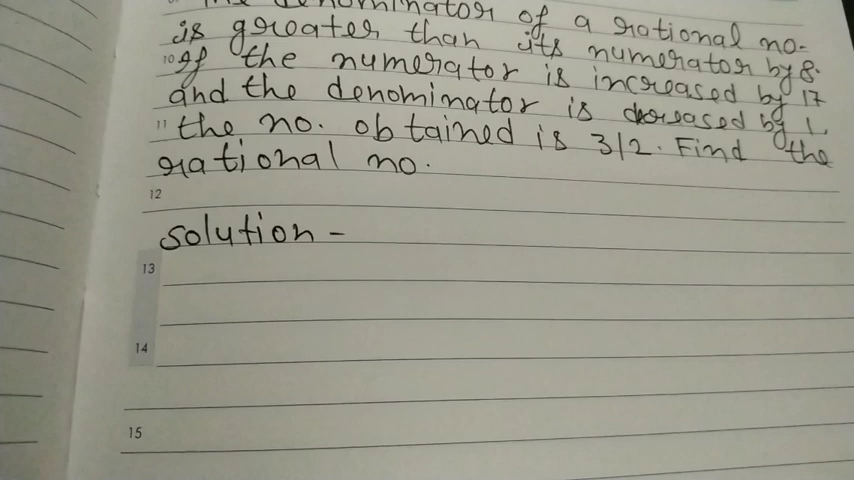 the denominator of a rational no.
is greater than its numerator by 8.
10 If the numerator is increased by 17
and the denominator is decreased by 1,
11 the no. obtained is 3/2. Find the
rational no.
12
Solution -
13
14
15